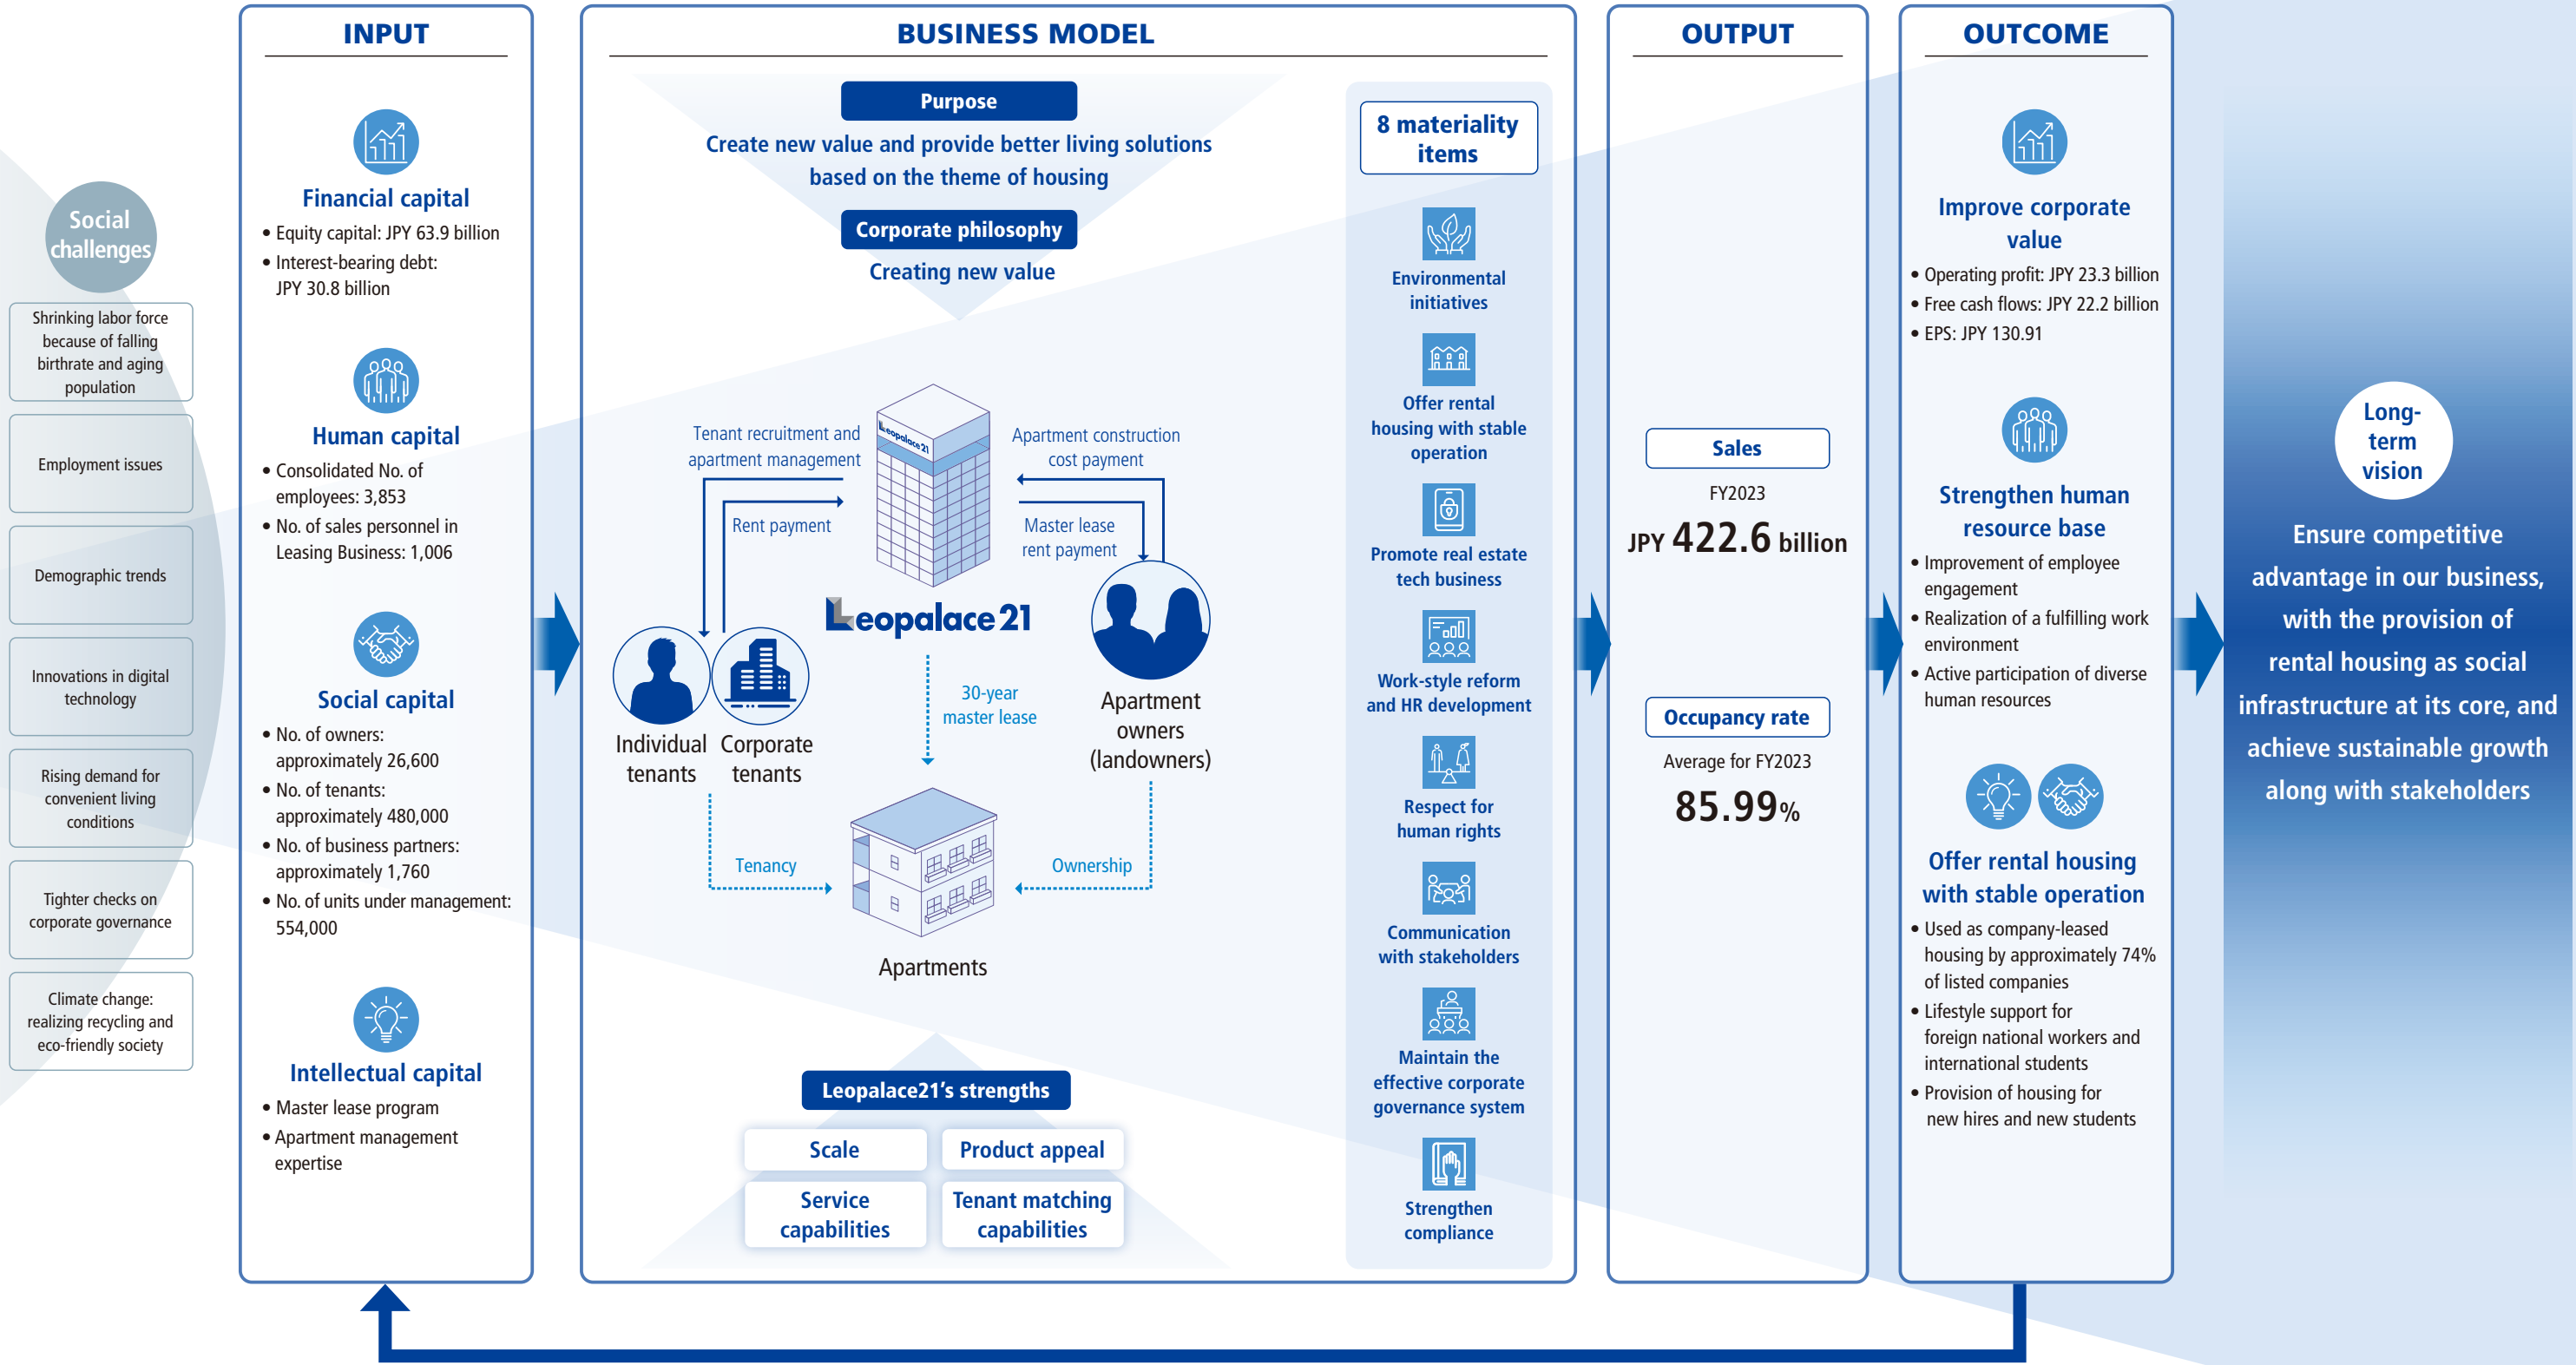 Social
challenges
Shrinking labor force
because of falling
birthrate and aging
population
Employment issues
Demographic trends
Innovations in digital
technology
Rising demand for
convenient living
conditions
Tighter checks on
corporate governance
Climate change:
realizing recycling and
eco-friendly society
INPUT
Financial capital
• Equity capital: JPY 63.9 billion
• Interest-bearing debt:
JPY 30.8 billion
Human capital
• Consolidated No. of
employees: 3,853
• No. of sales personnel in
Leasing Business: 1,006
Social capital
• No. of owners:
approximately 26,600
• No. of tenants:
approximately 480,000
• No. of business partners:
approximately 1,760
• No. of units under management:
554,000
Intellectual capital
• Master lease program
• Apartment management
expertise
BUSINESS MODEL
Purpose
Create new value and provide better living solutions
based on the theme of housing
Corporate philosophy
Creating new value
Tenant recruitment and
apartment management
Rent payment
Leopalace21
Apartment construction
cost payment
Master lease
rent payment
Leopalace21
Individual
tenants
Corporate
tenants
30-year
master lease
Apartment
owners
(landowners)
Tenancy
Ownership
Apartments
Leopalace21’s strengths
Scale
Product appeal
Service
capabilities
Tenant matching
capabilities
8 materiality
items
Environmental
initiatives
Offer rental
housing with stable
operation
Promote real estate
tech business
Work-style reform
and HR development
Respect for
human rights
Communication
with stakeholders
Maintain the
effective corporate
governance system
Strengthen
compliance
OUTPUT
Sales
FY2023
JPY 422.6 billion
Occupancy rate
Average for FY2023
85.99%
OUTCOME
Improve corporate
value
• Operating profit: JPY 23.3 billion
• Free cash flows: JPY 22.2 billion
• EPS: JPY 130.91
Strengthen human
resource base
• Improvement of employee
engagement
• Realization of a fulfilling work
environment
• Active participation of diverse
human resources
Offer rental housing
with stable operation
• Used as company-leased
housing by approximately 74%
of listed companies
• Lifestyle support for
foreign national workers and
international students
• Provision of housing for
new hires and new students
Long-
term
vision
Ensure competitive
advantage in our business,
with the provision of
rental housing as social
infrastructure at its core, and
achieve sustainable growth
along with stakeholders